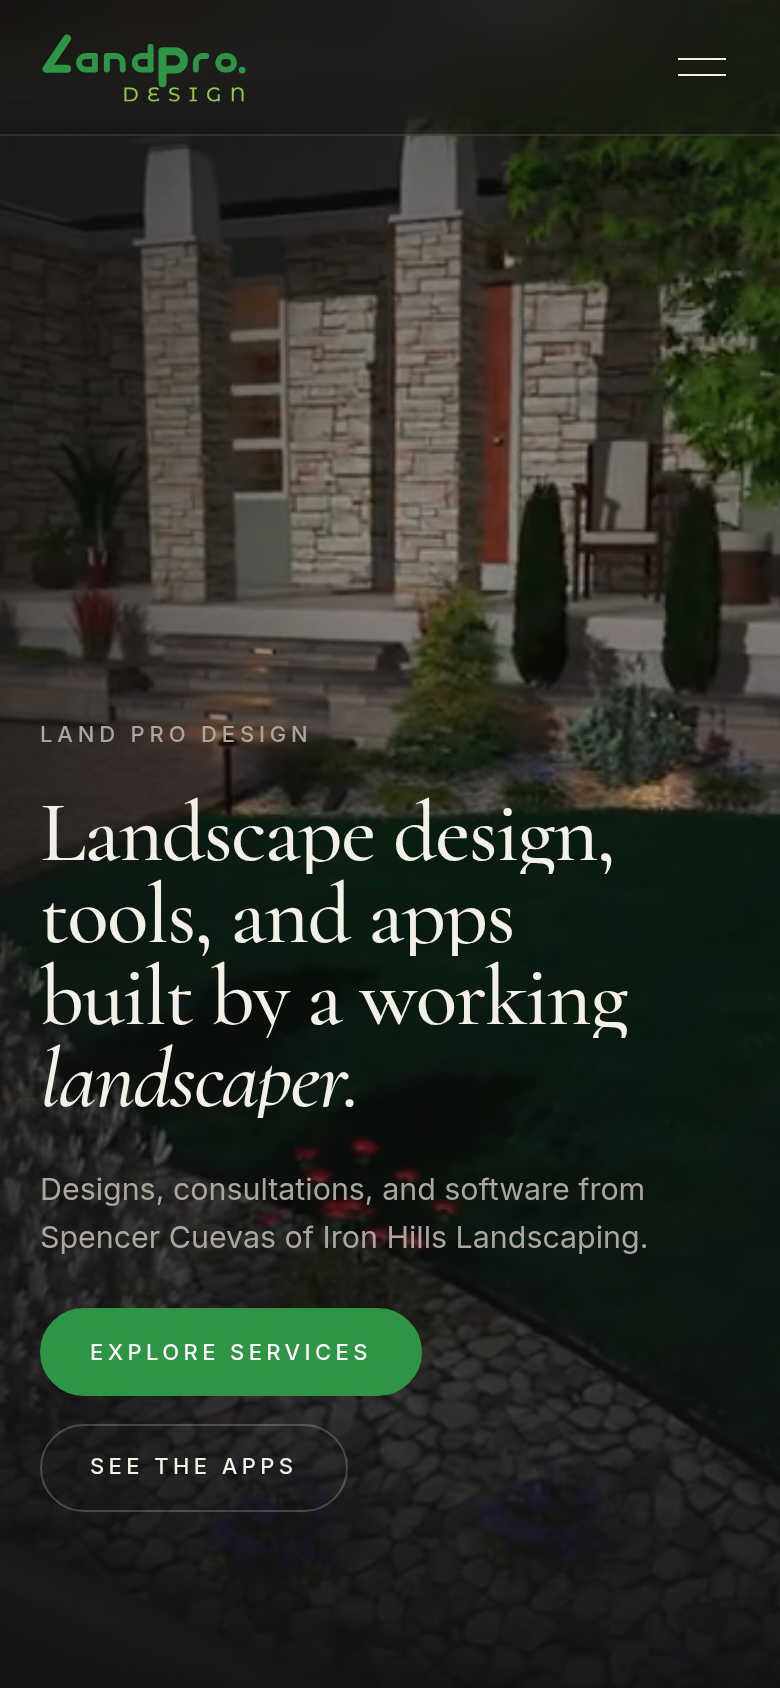 Landpro.
DESIGN
LAND PRO DESIGN
Landscape design,
tools, and apps
built by a working
landscaper.
Designs, consultations, and software from
Spencer Cuevas of Iron Hills Landscaping.
EXPLORE SERVICES
SEE THE APPS